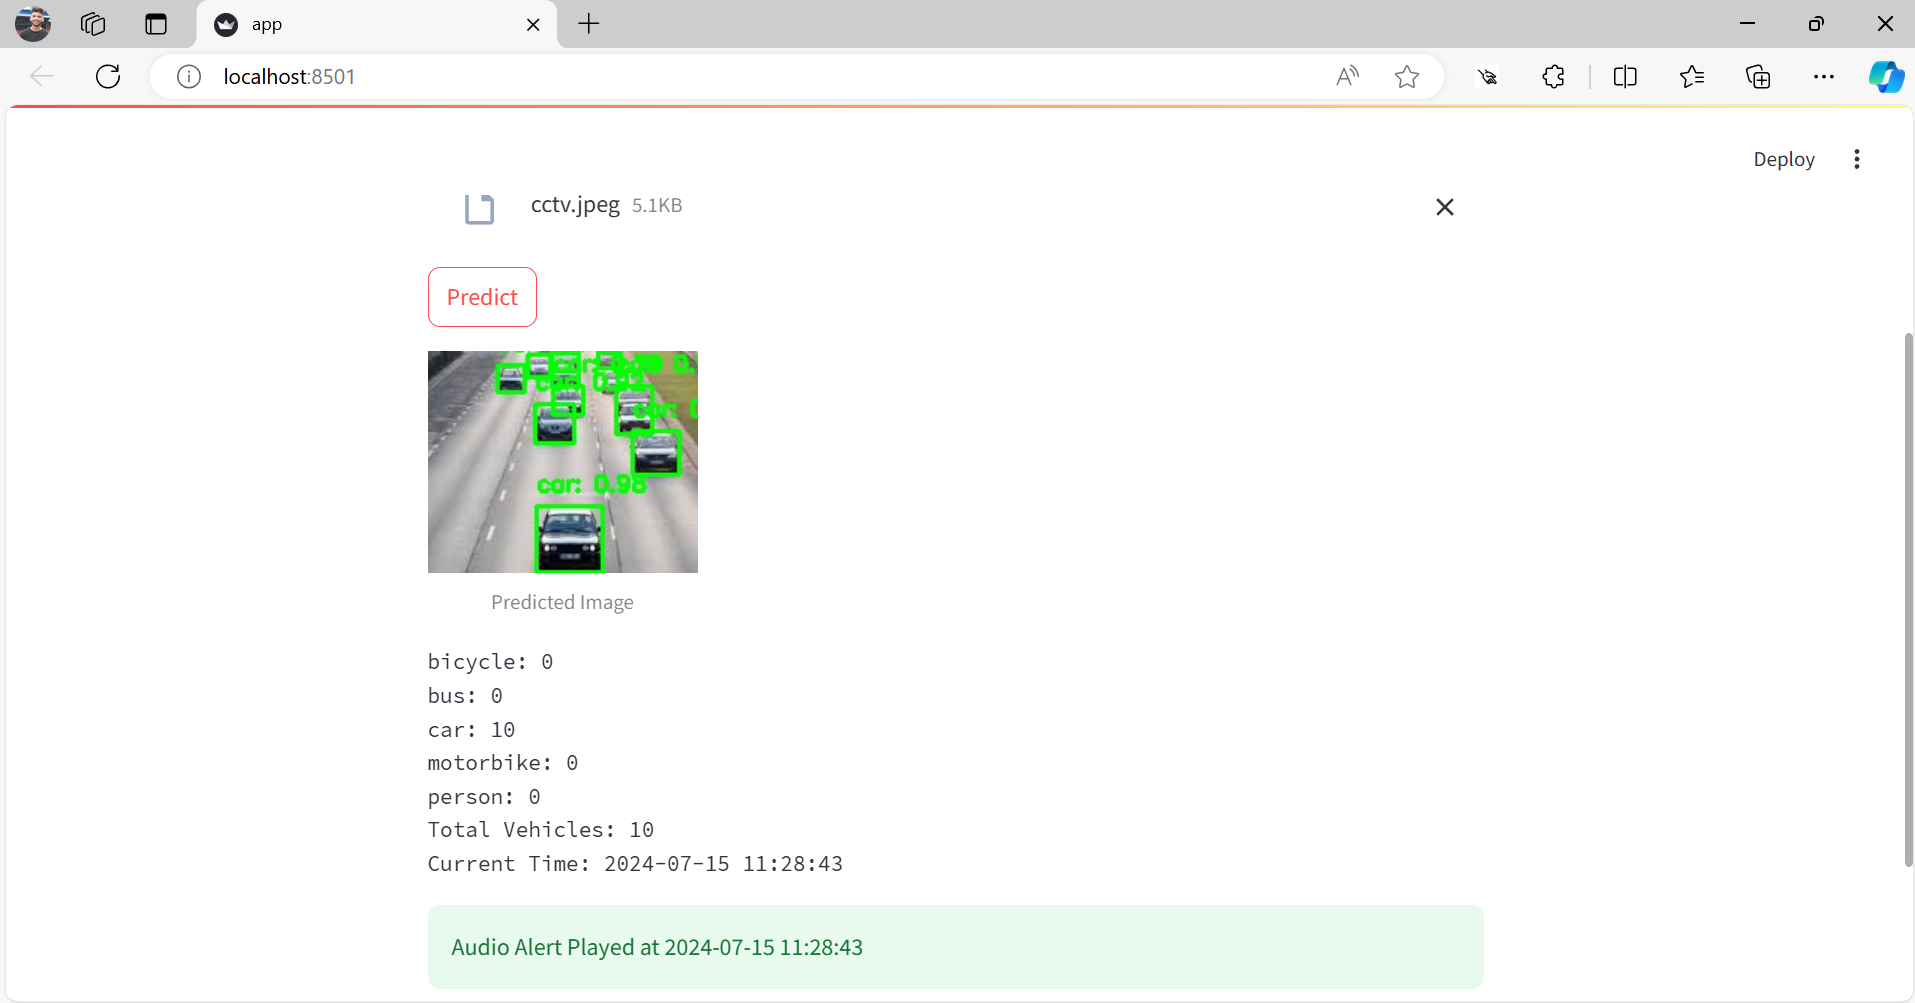 app
localhost:8501
Deploy
cctv.jpeg 5.1KB
Predict
car: 0.98
Predicted Image
bicycle: 0
bus: 0
car: 10
motorbike: 0
person: 0
Total Vehicles: 10
Current Time: 2024-07-15 11:28:43
Audio Alert Played at 2024-07-15 11:28:43